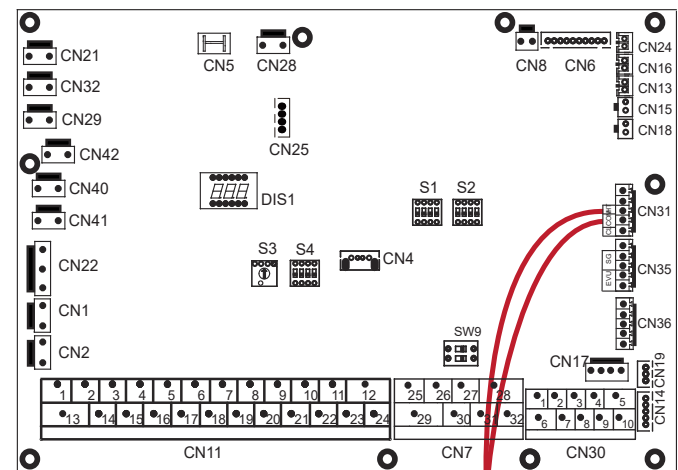 CN21
CN5
CN28
CN8
CN6
CN24
CN16
CN13
CN15
CN18
CN32
CN29
CN42
CN25
CN40
CN41
DIS1
S1
S2
CN31
CN22
S3
S4
CN4
SG
EVU
CN35
CN1
CN36
CN2
SW9
CN17
CN19
CN14
1 2 3 4 5 6 7 8 9 10 11 12
13 14 15 16 17 18 19 20 21 22 23 24
25 26 27 28
29 30 31 32
1 2 3 4 5
6 7 8 9 10
CN11
CN7
CN30